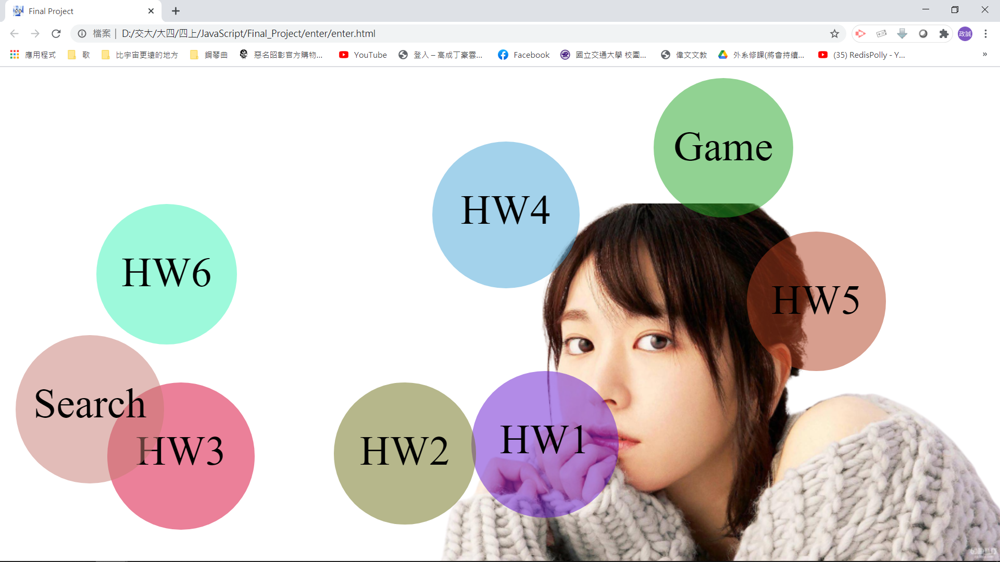 Final Project
檔案 | D:/交大/大四/四上/JavaScript/Final_Project/enter/enter.html
政誠
應用程式 歌 比宇宙更遠的地方 鋼琴曲 惡名昭彰官方購物... YouTube 登入 – 高成丁豪雲... Facebook 國立交通大學 校園... 偉文文教 外系修課(將會持續... (35) RedisPolly - Y... »
Game
HW4
HW6
HW5
Search
HW3
HW2
HW1